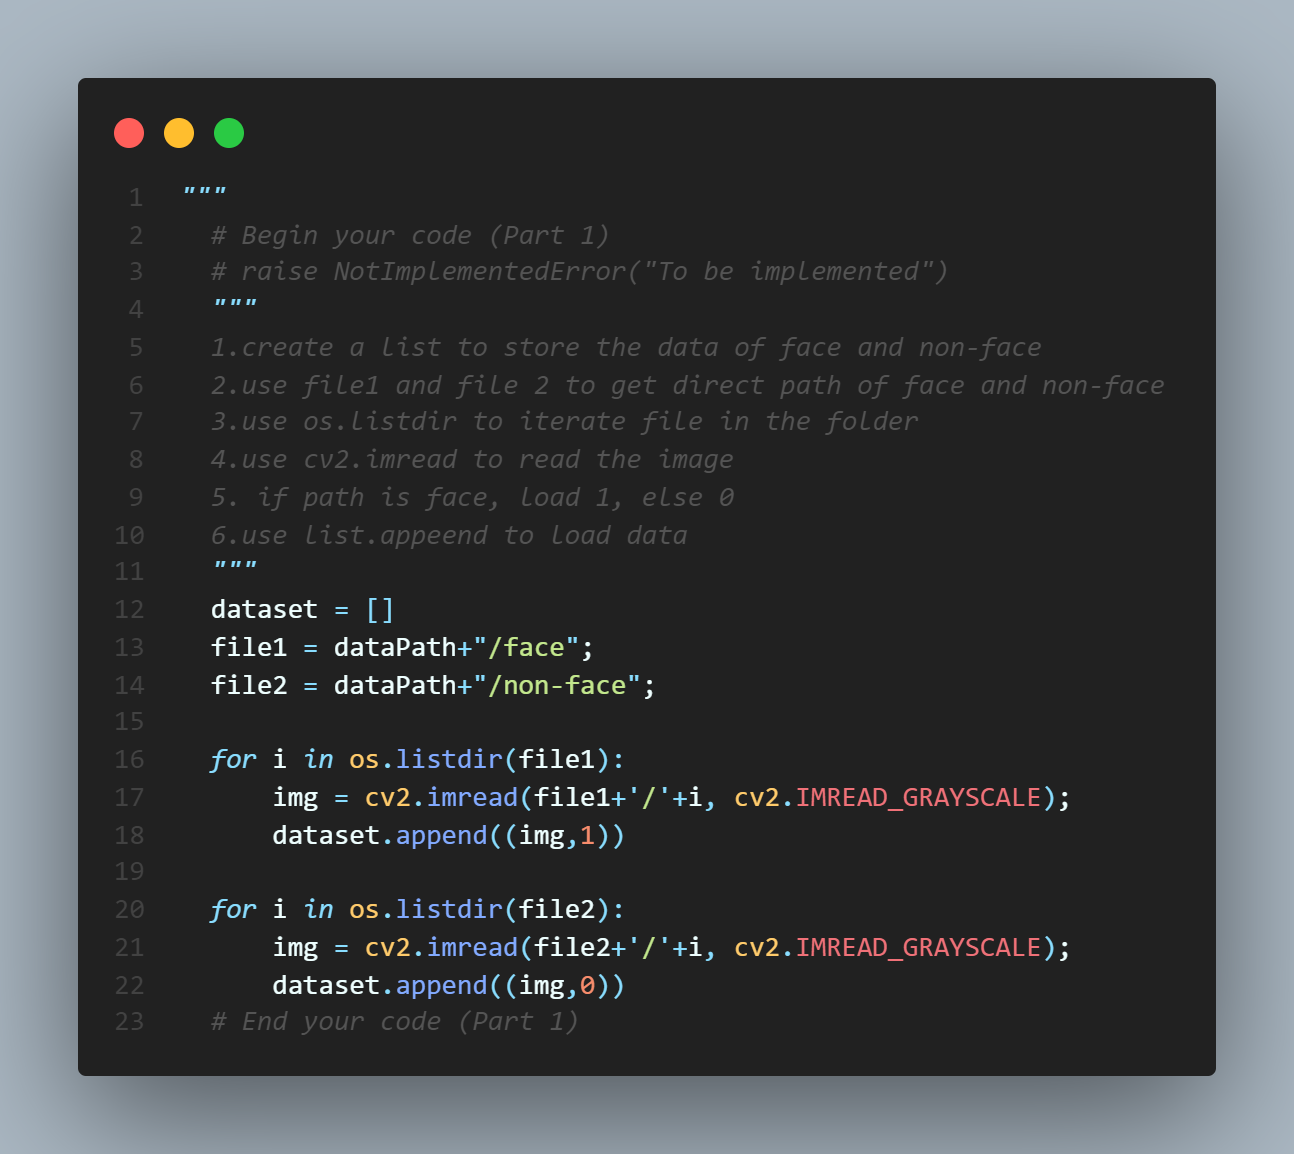 1 """
2 # Begin your code (Part 1)
3 # raise NotImplementedError("To be implemented")
4 """
5 1.create a list to store the data of face and non-face
6 2.use file1 and file 2 to get direct path of face and non-face
7 3.use os.listdir to iterate file in the folder
8 4.use cv2.imread to read the image
9 5. if path is face, load 1, else 0
10 6.use list.appeend to load data
11 """
12 dataset = []
13 file1 = dataPath+"/face";
14 file2 = dataPath+"/non-face";
15
16 for i in os.listdir(file1):
17     img = cv2.imread(file1+'/'+i, cv2.IMREAD_GRAYSCALE);
18     dataset.append((img,1))
19
20 for i in os.listdir(file2):
21     img = cv2.imread(file2+'/'+i, cv2.IMREAD_GRAYSCALE);
22     dataset.append((img,0))
23 # End your code (Part 1)